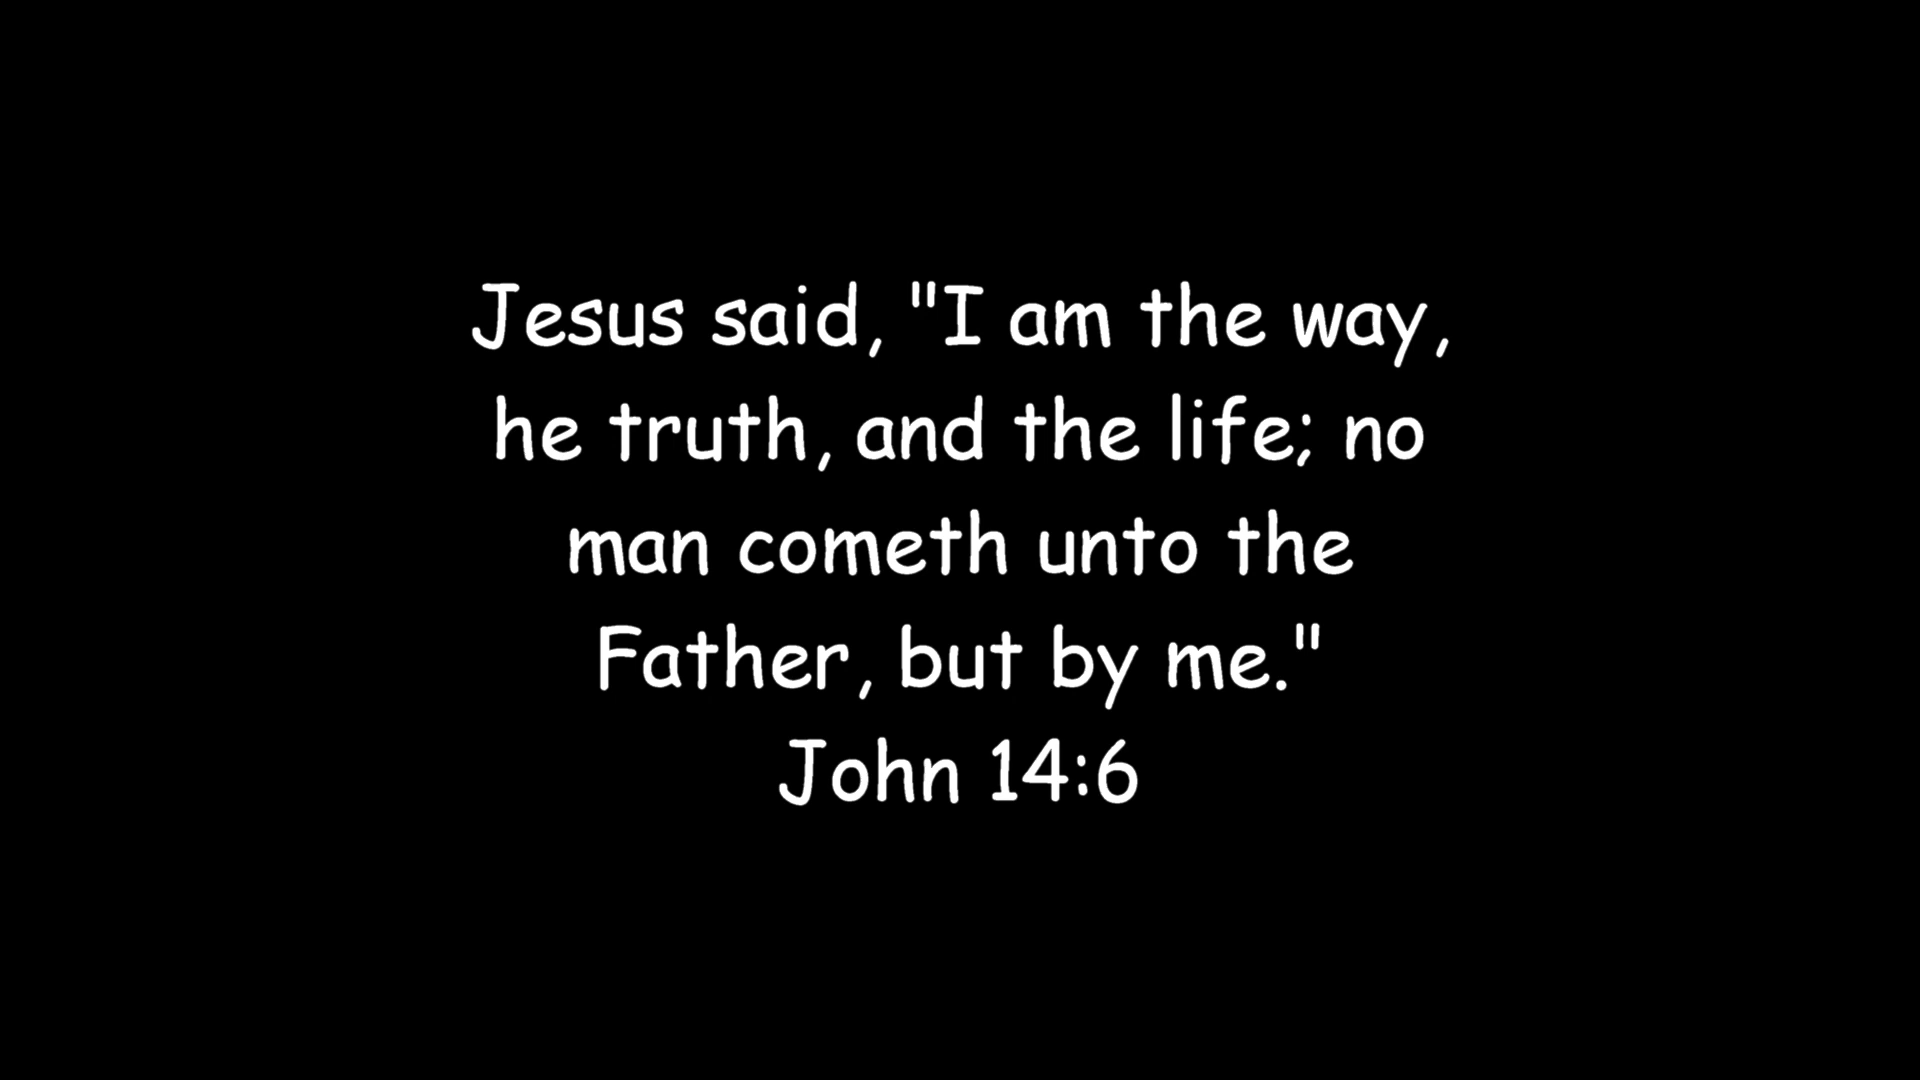 Jesus said, "I am the way,
he truth, and the life; no
man cometh unto the
Father, but by me."
John 14:6